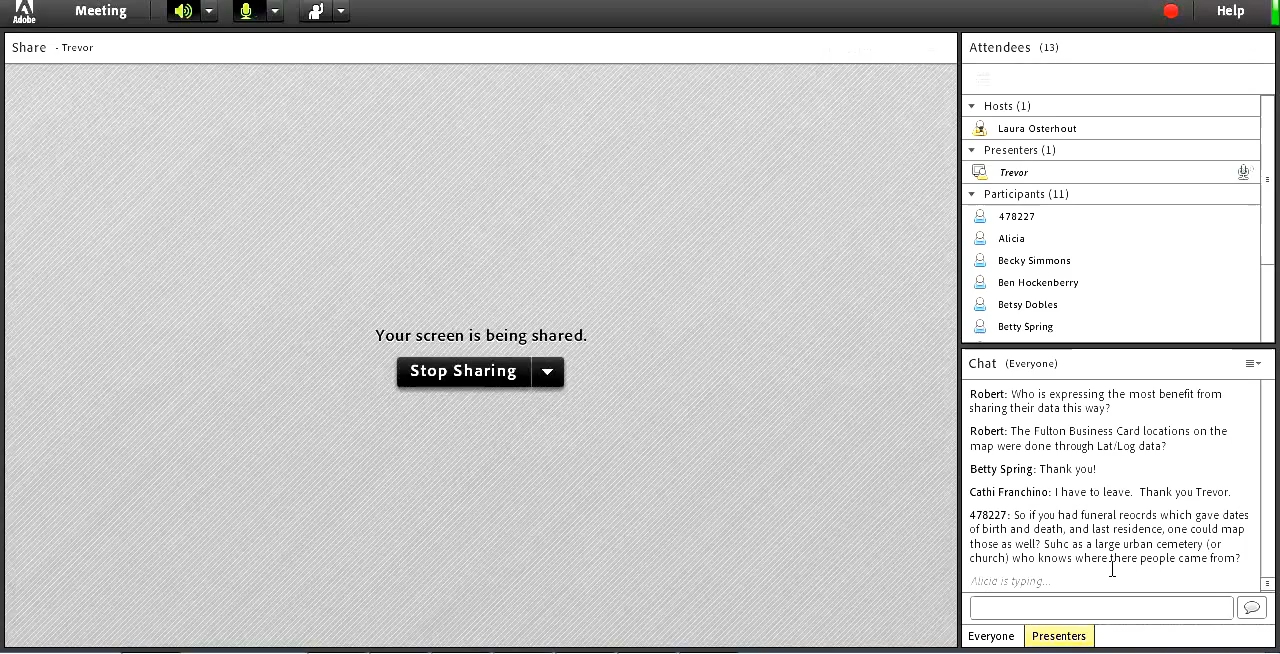 Adobe
Meeting
Help
Share - Trevor
Your screen is being shared.
Stop Sharing
Attendees (13)
Hosts (1)
Laura Osterhout
Presenters (1)
Trevor
Participants (11)
478227
Alicia
Becky Simmons
Ben Hockenberry
Betsy Dobles
Betty Spring
Chat (Everyone)
Robert: Who is expressing the most benefit from
sharing their data this way?
Robert: The Fulton Business Card locations on the
map were done through Lat/Log data?
Betty Spring: Thank you!
Cathi Franchino: I have to leave. Thank you Trevor.
478227: So if you had funeral reocrds which gave dates
of birth and death, and last residence, one could map
those as well? Suhc as a large urban cemetery (or
church) who knows where there people came from?
Alicia is typing...
Everyone
Presenters